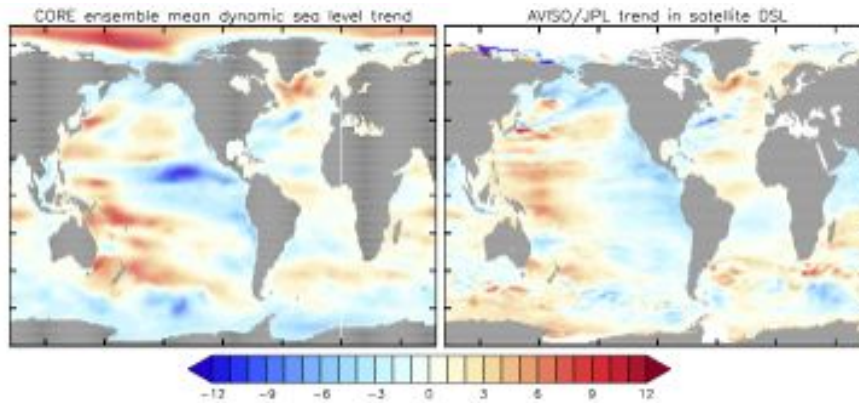 CORE ensemble mean dynamic sea level trend
AVISO/JPL trend in satellite DSL
-12 -9 -6 -3 0 3 6 9 12